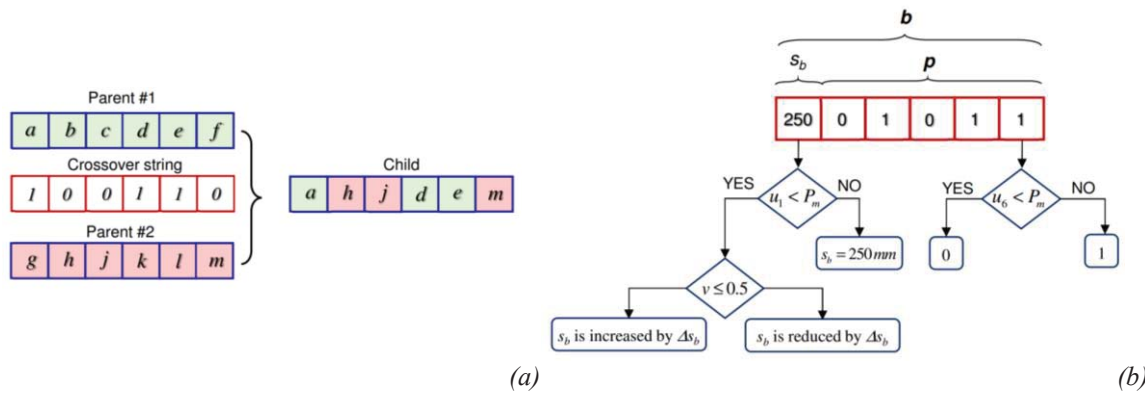 Parent #1
a b c d e f
Crossover string
1 0 0 1 1 0
Parent #2
g h j k l m
Child
a h j d e m
(a)
b
s_b p
250 0 1 0 1 1
YES u_1 < P_m NO
YES u_6 < P_m NO
s_b = 250 mm
0
1
v ≤ 0.5
s_b is increased by Δs_b
s_b is reduced by Δs_b
(b)